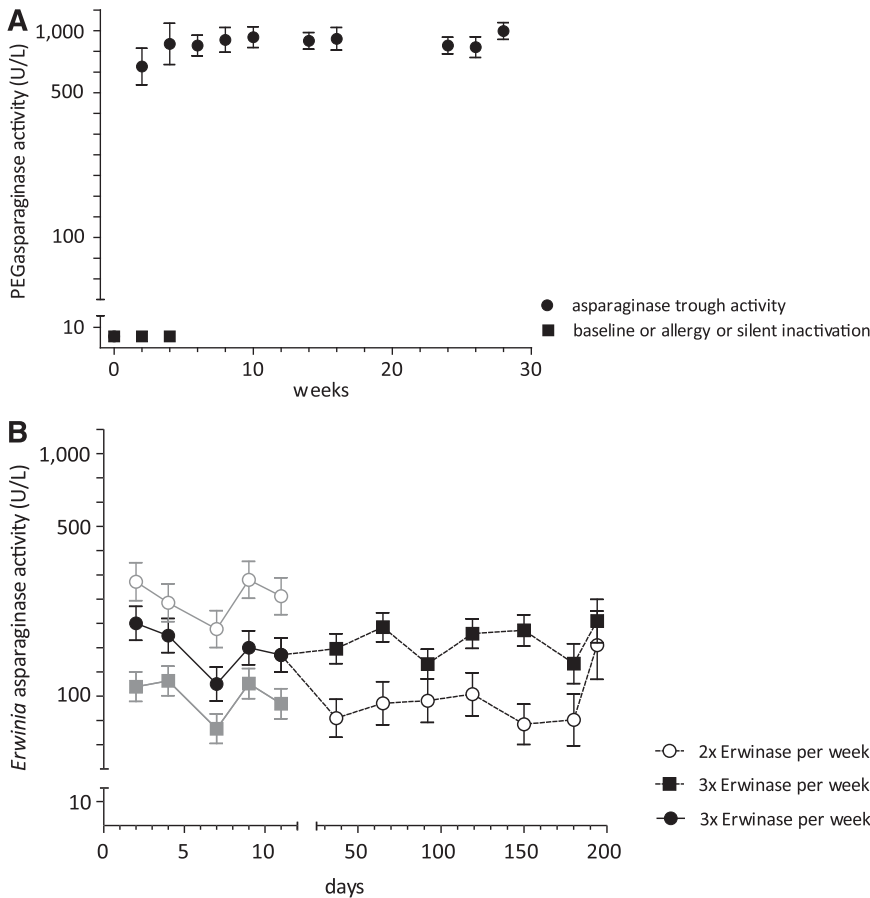 A
PEGasparaginase activity (U/L)
1,000
500
100
10
0 10 20 30
weeks
asparaginase trough activity
baseline or allergy or silent inactivation
B
Erwinia asparaginase activity (U/L)
1,000
500
100
10
0 5 10 50 100 150 200
days
2x Erwinase per week
3x Erwinase per week
3x Erwinase per week